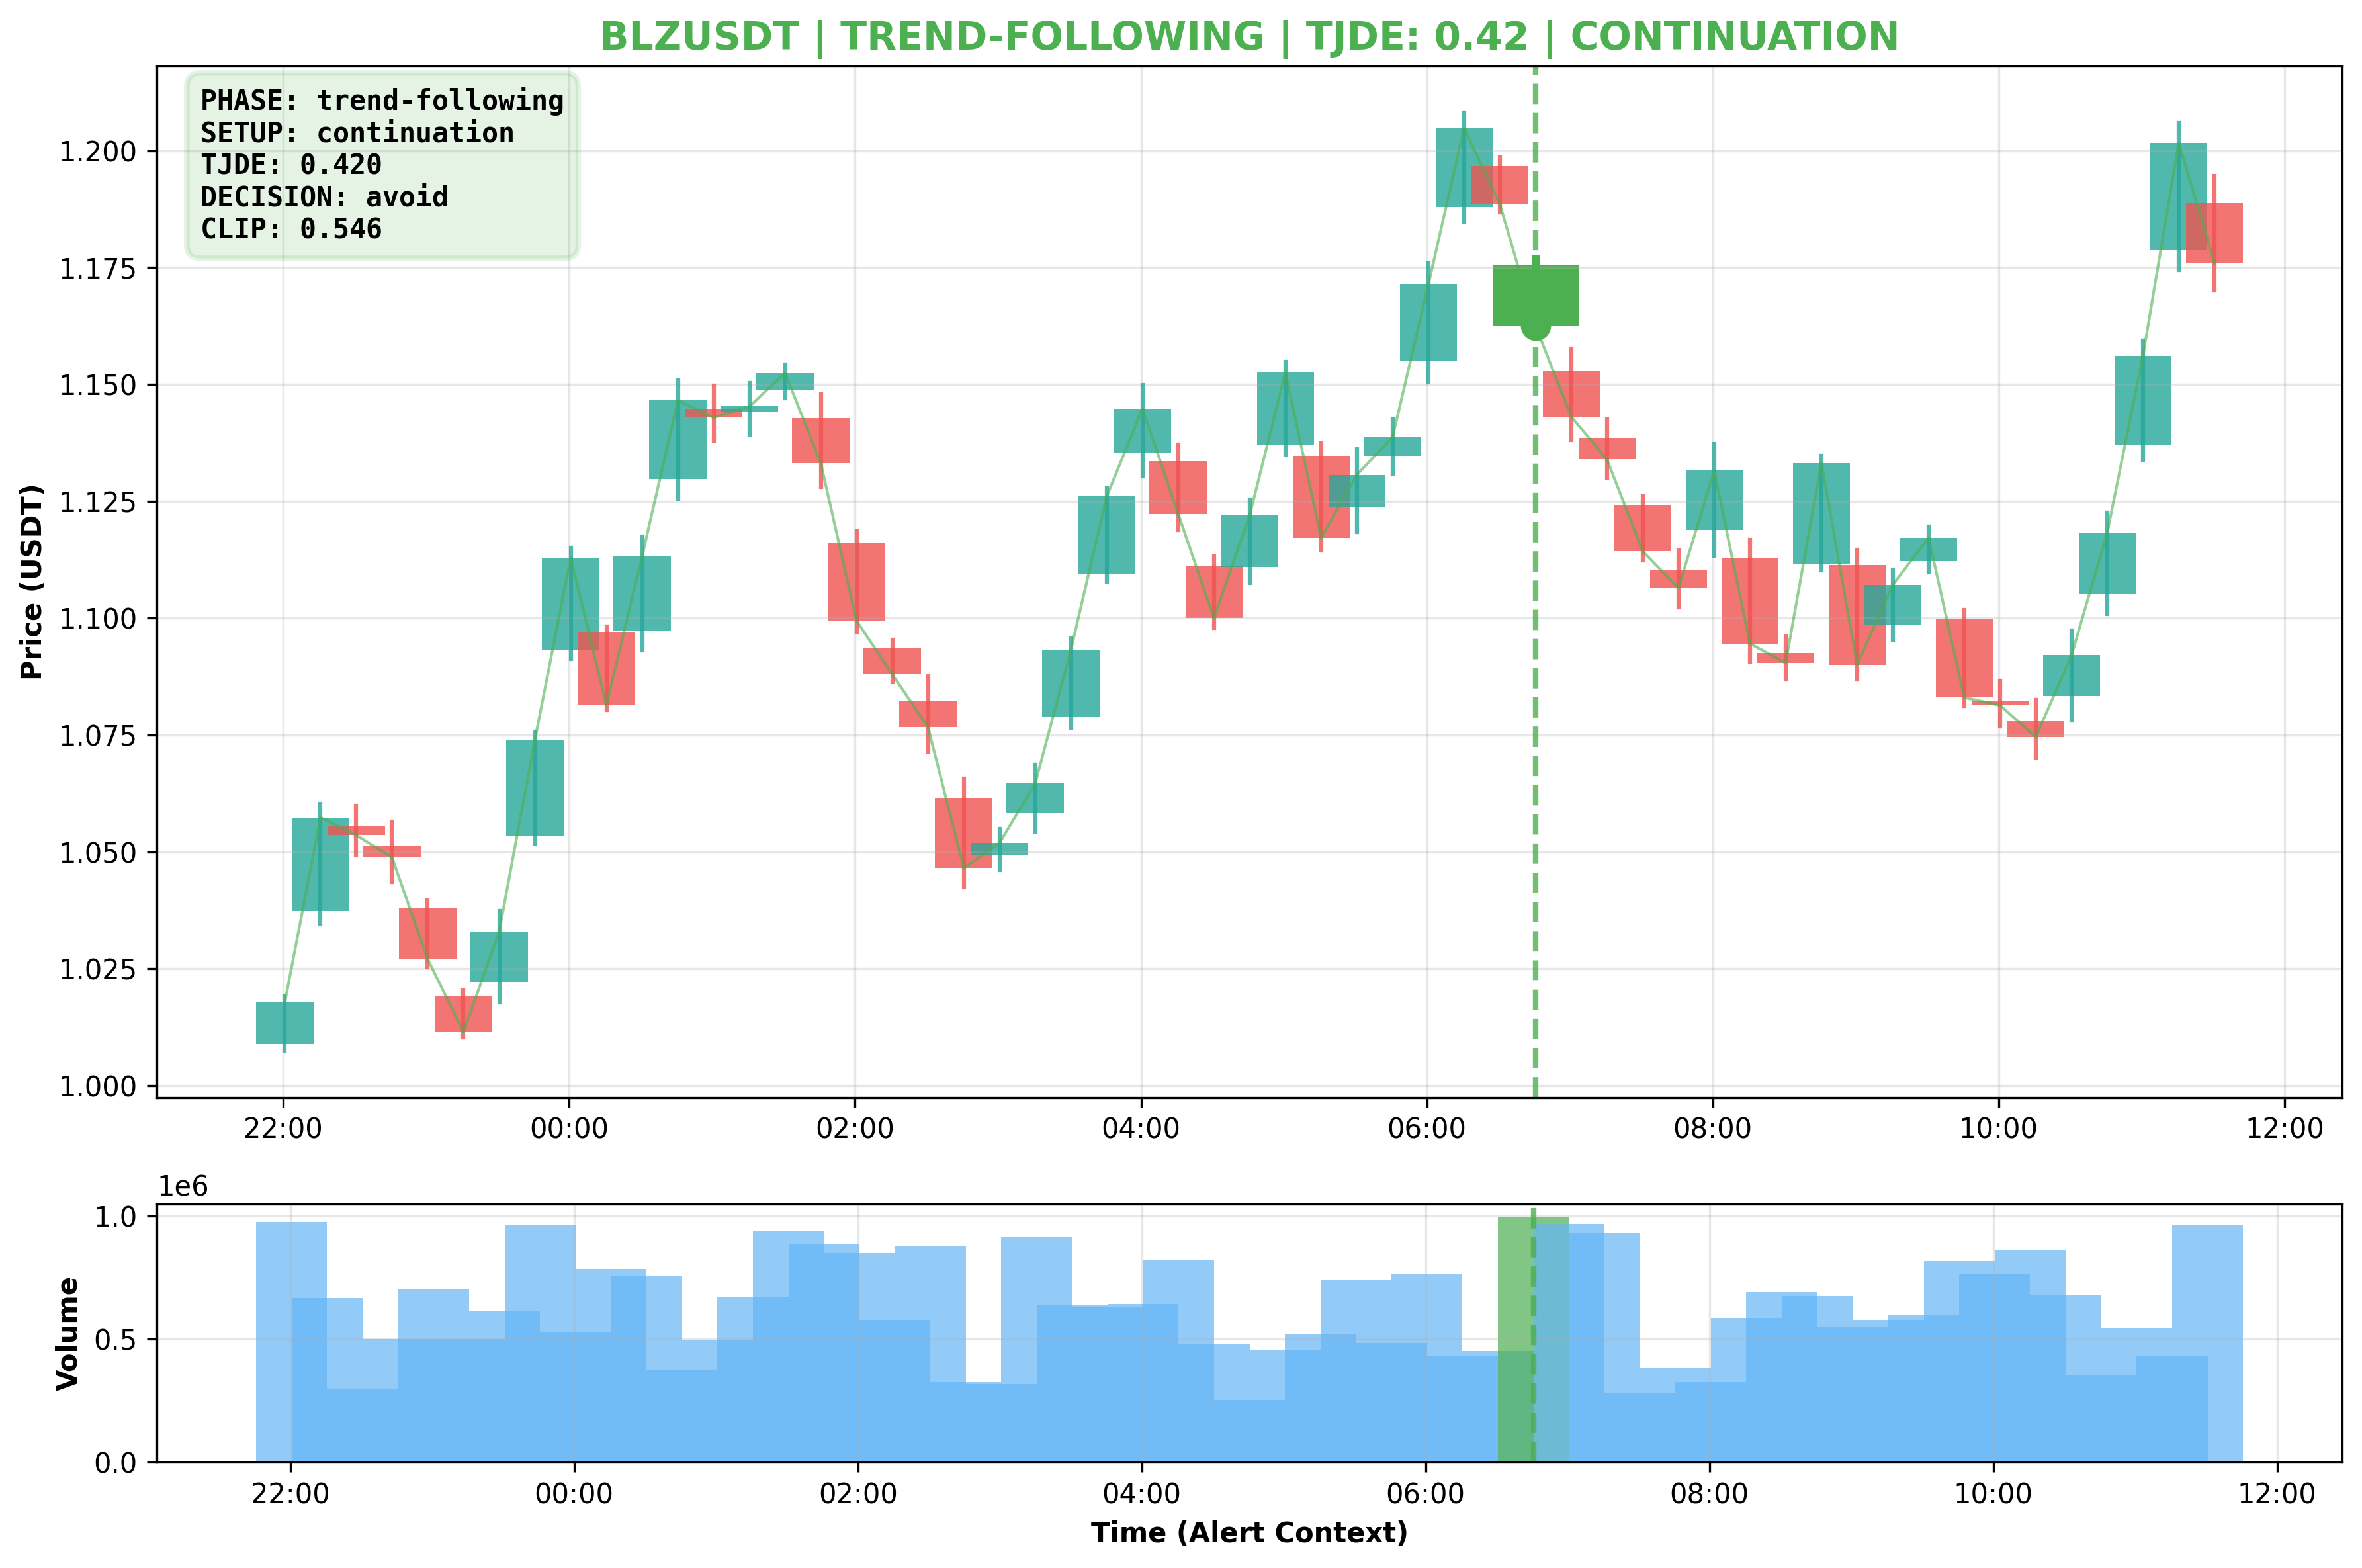 BLZUSDT | TREND-FOLLOWING | TJDE: 0.42 | CONTINUATION
PHASE: trend-following
SETUP: continuation
TJDE: 0.420
DECISION: avoid
CLIP: 0.546
Price (USDT)
1.200
1.175
1.150
1.125
1.100
1.075
1.050
1.025
1.000
22:00 00:00 02:00 04:00 06:00 08:00 10:00 12:00
1e6
Volume
1.0
0.5
0.0
22:00 00:00 02:00 04:00 06:00 08:00 10:00 12:00
Time (Alert Context)